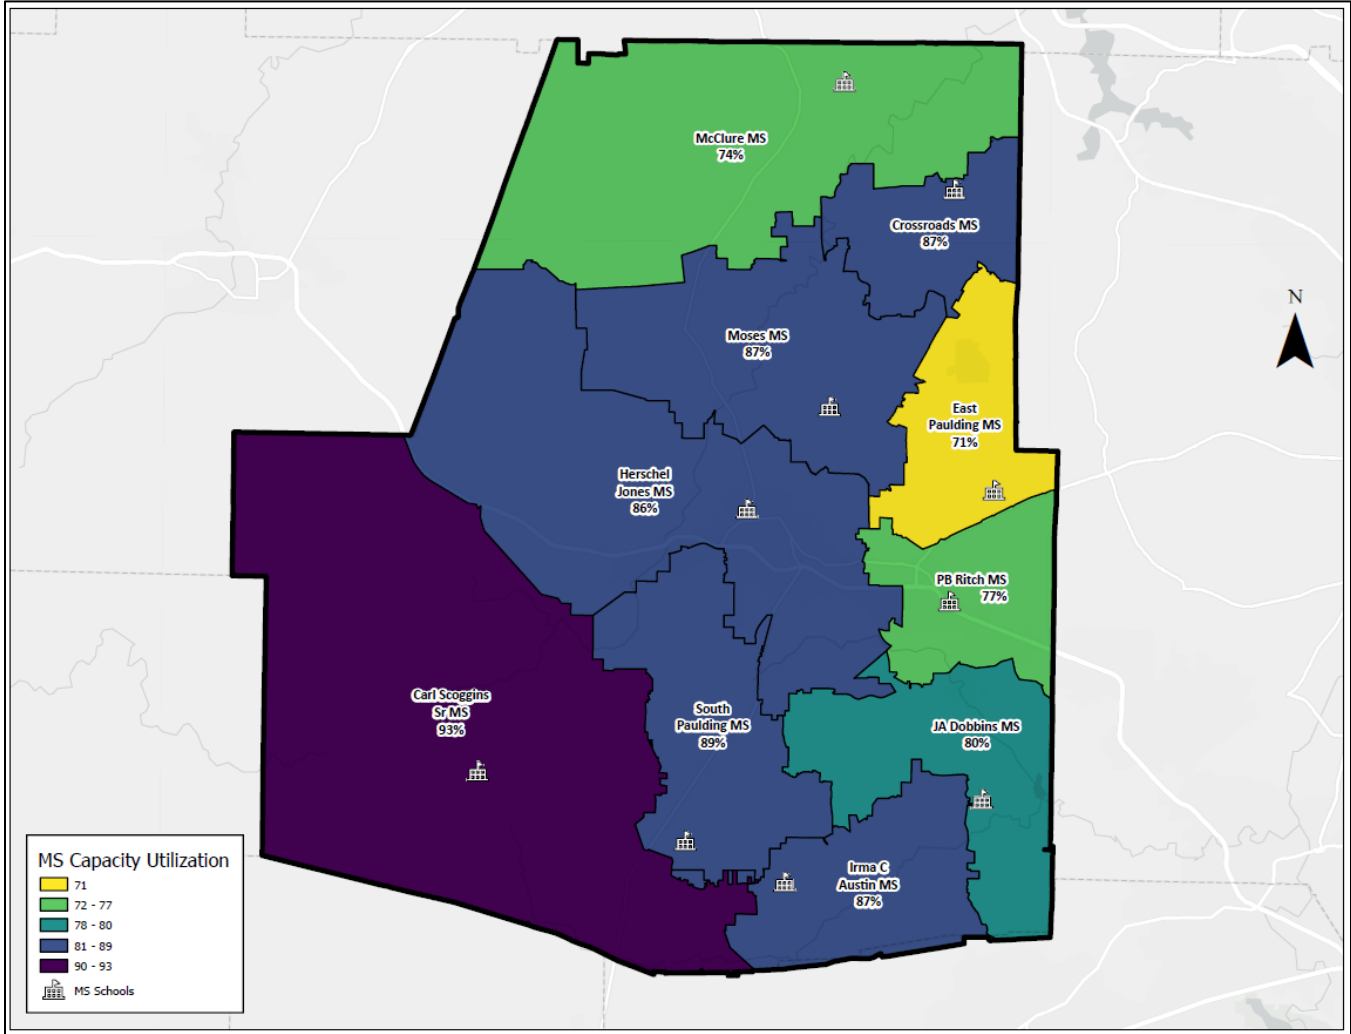 McClure MS
74%
Crossroads MS
87%
N
Moses MS
87%
East
Paulding MS
71%
Herschel
Jones MS
86%
PB Ritch MS
77%
Carl Scoggins
Sr MS
93%
South
Paulding MS
89%
JA Dobbins MS
80%
Irma C
Austin MS
87%
MS Capacity Utilization
71
72 - 77
78 - 80
81 - 89
90 - 93
MS Schools